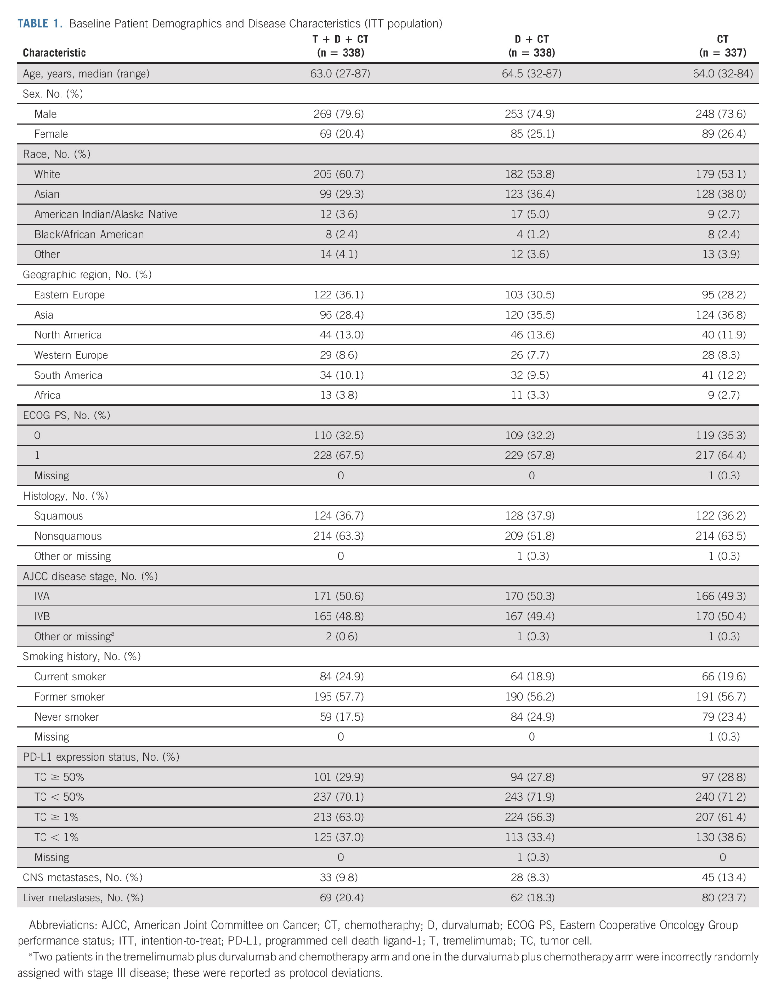 TABLE 1. Baseline Patient Demographics and Disease Characteristics (ITT population)
Characteristic T + D + CT (n = 338) D + CT (n = 338) CT (n = 337)
Age, years, median (range) 63.0 (27-87) 64.5 (32-87) 64.0 (32-84)
Sex, No. (%)
Male 269 (79.6) 253 (74.9) 248 (73.6)
Female 69 (20.4) 85 (25.1) 89 (26.4)
Race, No. (%)
White 205 (60.7) 182 (53.8) 179 (53.1)
Asian 99 (29.3) 123 (36.4) 128 (38.0)
American Indian/Alaska Native 12 (3.6) 17 (5.0) 9 (2.7)
Black/African American 8 (2.4) 4 (1.2) 8 (2.4)
Other 14 (4.1) 12 (3.6) 13 (3.9)
Geographic region, No. (%)
Eastern Europe 122 (36.1) 103 (30.5) 95 (28.2)
Asia 96 (28.4) 120 (35.5) 124 (36.8)
North America 44 (13.0) 46 (13.6) 40 (11.9)
Western Europe 29 (8.6) 26 (7.7) 28 (8.3)
South America 34 (10.1) 32 (9.5) 41 (12.2)
Africa 13 (3.8) 11 (3.3) 9 (2.7)
ECOG PS, No. (%)
0 110 (32.5) 109 (32.2) 119 (35.3)
1 228 (67.5) 229 (67.8) 217 (64.4)
Missing 0 0 1 (0.3)
Histology, No. (%)
Squamous 124 (36.7) 128 (37.9) 122 (36.2)
Nonsquamous 214 (63.3) 209 (61.8) 214 (63.5)
Other or missing 0 1 (0.3) 1 (0.3)
AJCC disease stage, No. (%)
IVA 171 (50.6) 170 (50.3) 166 (49.3)
IVB 165 (48.8) 167 (49.4) 170 (50.4)
Other or missingᵃ 2 (0.6) 1 (0.3) 1 (0.3)
Smoking history, No. (%)
Current smoker 84 (24.9) 64 (18.9) 66 (19.6)
Former smoker 195 (57.7) 190 (56.2) 191 (56.7)
Never smoker 59 (17.5) 84 (24.9) 79 (23.4)
Missing 0 0 1 (0.3)
PD-L1 expression status, No. (%)
TC ≥ 50% 101 (29.9) 94 (27.8) 97 (28.8)
TC < 50% 237 (70.1) 243 (71.9) 240 (71.2)
TC ≥ 1% 213 (63.0) 224 (66.3) 207 (61.4)
TC < 1% 125 (37.0) 113 (33.4) 130 (38.6)
Missing 0 1 (0.3) 0
CNS metastases, No. (%) 33 (9.8) 28 (8.3) 45 (13.4)
Liver metastases, No. (%) 69 (20.4) 62 (18.3) 80 (23.7)
Abbreviations: AJCC, American Joint Committee on Cancer; CT, chemotheraphy; D, durvalumab; ECOG PS, Eastern Cooperative Oncology Group
performance status; ITT, intention-to-treat; PD-L1, programmed cell death ligand-1; T, tremelimumab; TC, tumor cell.
ᵃTwo patients in the tremelimumab plus durvalumab and chemotherapy arm and one in the durvalumab plus chemotherapy arm were incorrectly randomly
assigned with stage III disease; these were reported as protocol deviations.